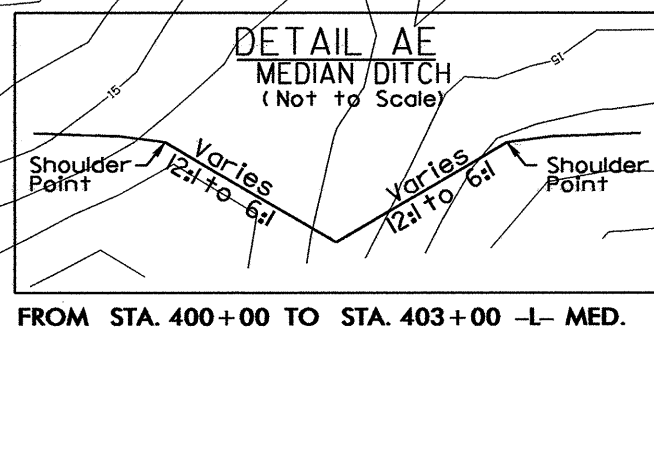 DETAIL AE
MEDIAN DITCH
(Not to Scale)
15
15
Shoulder
Point
Varies
12:1 to 6:1
Varies
12:1 to 6:1
Shoulder
Point
FROM STA. 400+00 TO STA. 403+00 -L- MED.